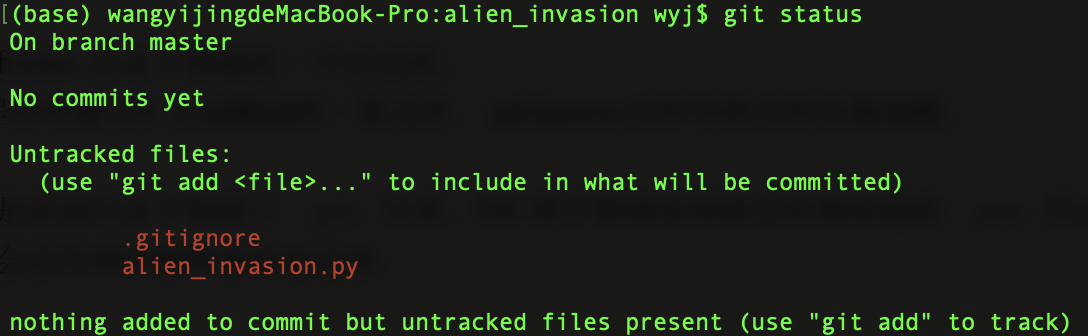 [(base) wangyijingdeMacBook-Pro:alien_invasion wyj$ git status
On branch master
No commits yet
Untracked files:
(use "git add <file>..." to include in what will be committed)
.gitignore
alien_invasion.py
nothing added to commit but untracked files present (use "git add" to track)